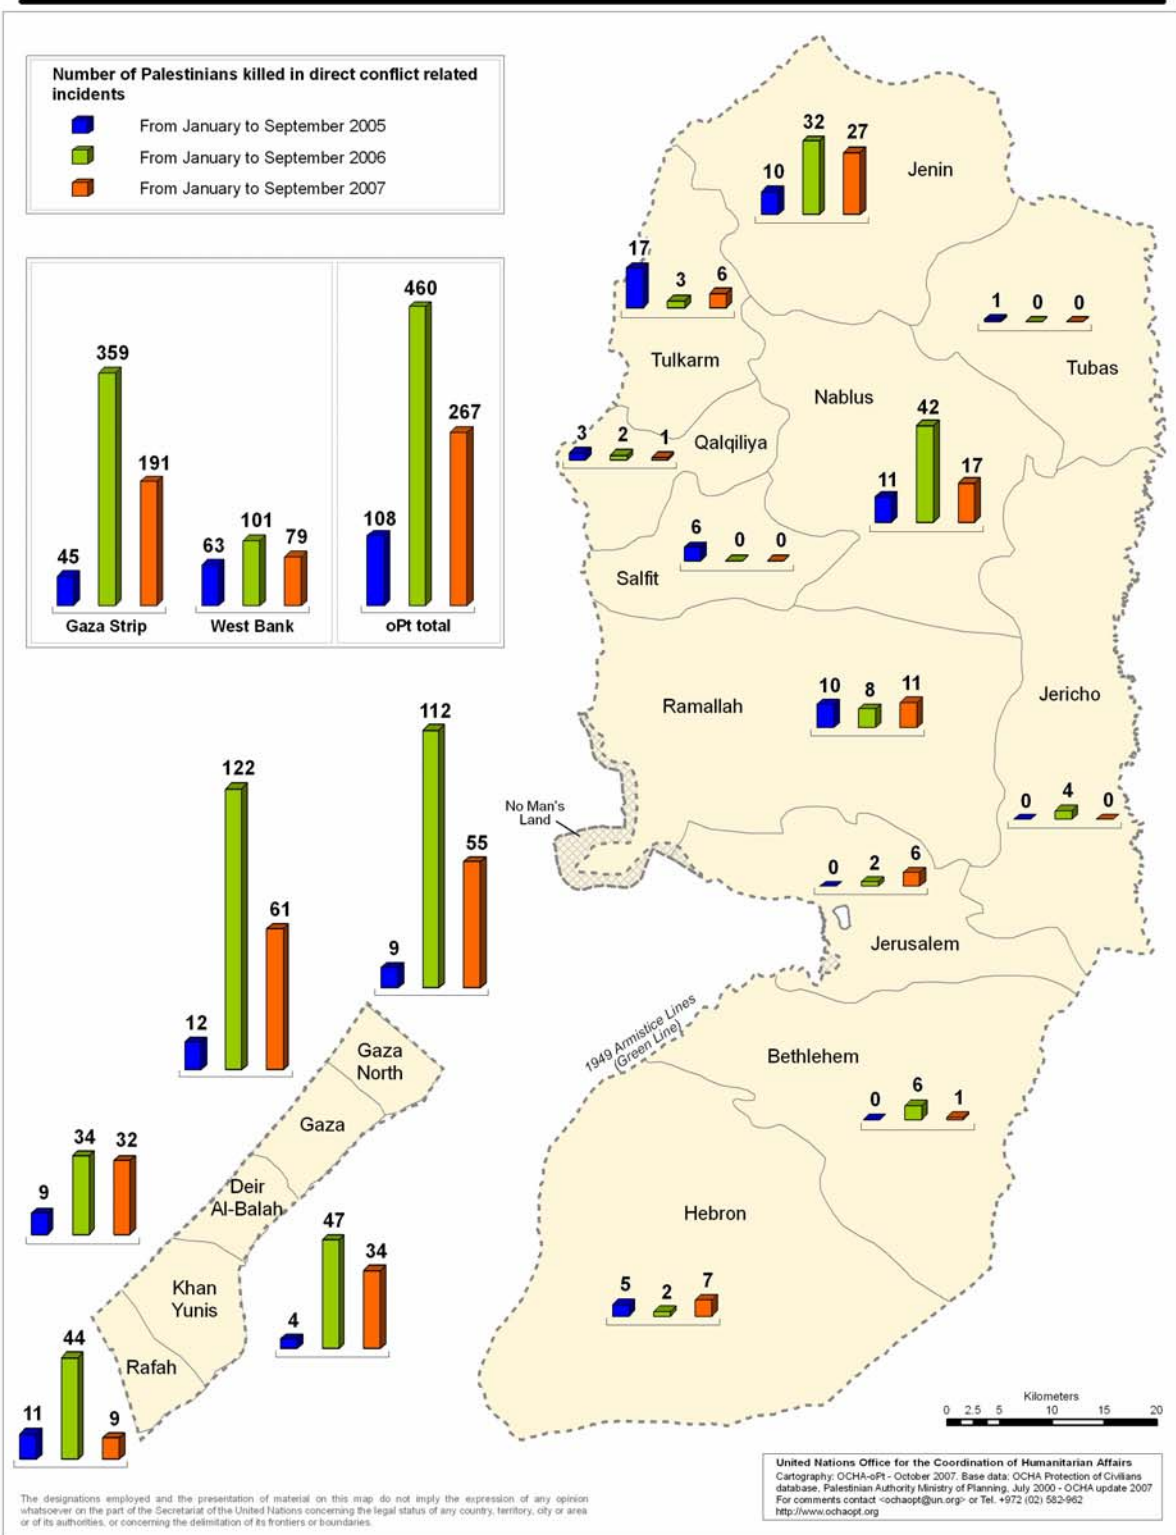 Number of Palestinians killed in direct conflict related
incidents
From January to September 2005
From January to September 2006
From January to September 2007
460
359
267
191
108
101
79
63
45
Gaza Strip
West Bank
oPt total
32
27
10
Jenin
17
3
6
Tulkarm
1
0
0
Tubas
Nablus
42
11
17
3
2
1
Qalqiliya
6
0
0
Salfit
Ramallah
10
8
11
Jericho
0
4
0
No Man's
Land
0
2
6
Jerusalem
1949 Armistice Lines
(Green Line)
Bethlehem
0
6
1
Hebron
5
2
7
112
9
55
122
12
61
Gaza
North
Gaza
34
32
9
Deir
Al-Balah
47
34
4
Khan
Yunis
44
11
9
Rafah
Kilometers
0 2.5 5 10 15 20
United Nations Office for the Coordination of Humanitarian Affairs
Cartography: OCHA-oPt - October 2007. Base data: OCHA Protection of Civilians
database, Palestinian Authority Ministry of Planning, July 2000 - OCHA update 2007
For comments contact <ochaopt@un.org> or Tel. +972 (02) 582-962
http://www.ochaopt.org
The designations employed and the presentation of material on this map do not imply the expression of any opinion
whatsoever on the part of the Secretariat of the United Nations concerning the legal status of any country, territory, city or area
or of its authorities, or concerning the delimitation of its frontiers or boundaries.